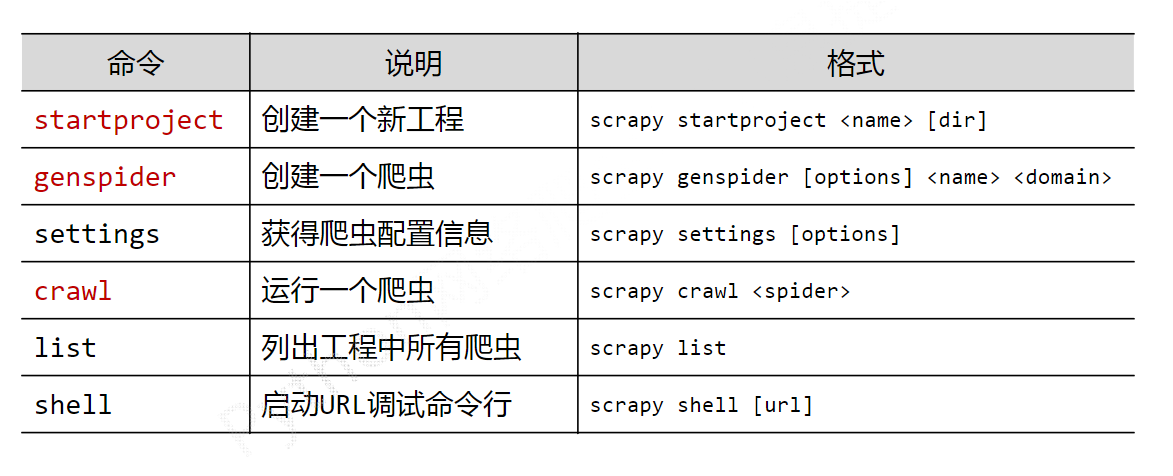 命令 说明 格式
startproject 创建一个新工程 scrapy startproject <name> [dir]
genspider 创建一个爬虫 scrapy genspider [options] <name> <domain>
settings 获得爬虫配置信息 scrapy settings [options]
crawl 运行一个爬虫 scrapy crawl <spider>
list 列出工程中所有爬虫 scrapy list
shell 启动URL调试命令行 scrapy shell [url]